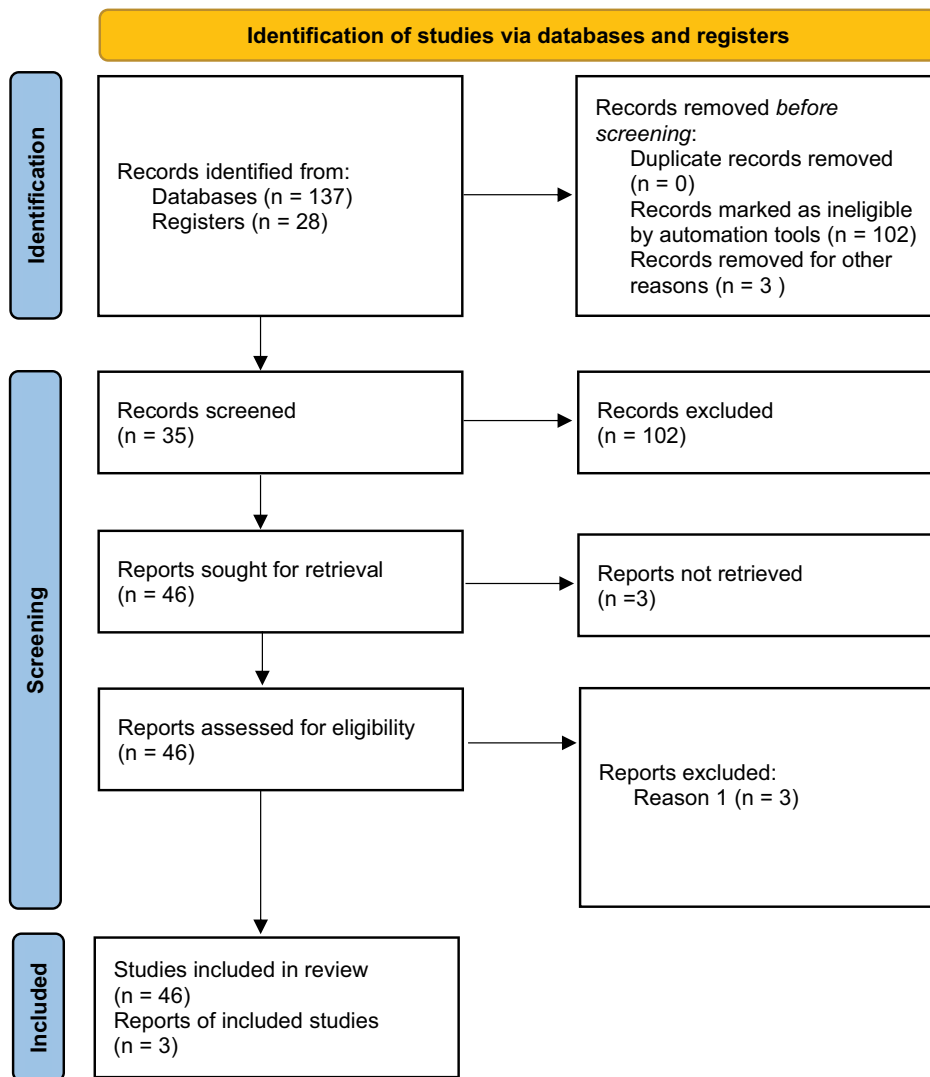 Identification of studies via databases and registers
Identification
Records identified from:
Databases (n = 137)
Registers (n = 28)
Records removed before
screening:
Duplicate records removed
(n = 0)
Records marked as ineligible
by automation tools (n = 102)
Records removed for other
reasons (n = 3 )
Screening
Records screened
(n = 35)
Records excluded
(n = 102)
Reports sought for retrieval
(n = 46)
Reports not retrieved
(n =3)
Reports assessed for eligibility
(n = 46)
Reports excluded:
Reason 1 (n = 3)
Included
Studies included in review
(n = 46)
Reports of included studies
(n = 3)